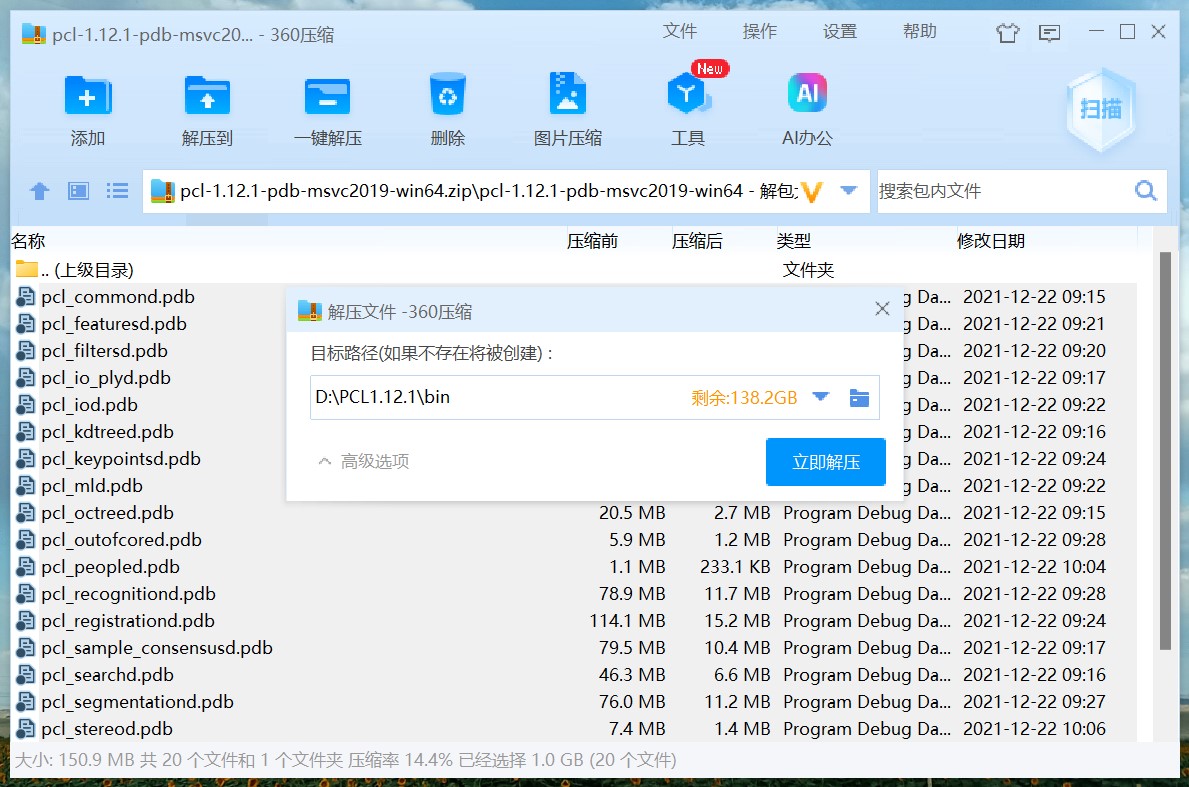 pcl-1.12.1-pdb-msvc20... - 360压缩
文件 操作 设置 帮助
New
AI
添加 解压到 一键解压 删除 图片压缩 工具 AI办公
扫描
pcl-1.12.1-pdb-msvc2019-win64.zip\pcl-1.12.1-pdb-msvc2019-win64 - 解包
搜索包内文件
名称 压缩前 压缩后 类型 修改日期
.. (上级目录) 文件夹
pcl_commond.pdb g Da... 2021-12-22 09:15
pcl_featuresd.pdb g Da... 2021-12-22 09:21
pcl_filtersd.pdb g Da... 2021-12-22 09:20
pcl_io_plyd.pdb g Da... 2021-12-22 09:17
pcl_iod.pdb g Da... 2021-12-22 09:22
pcl_kdtreed.pdb g Da... 2021-12-22 09:16
pcl_keypointsd.pdb g Da... 2021-12-22 09:24
pcl_mld.pdb g Da... 2021-12-22 09:22
解压文件 -360压缩
目标路径(如果不存在将被创建)：
D:\PCL1.12.1\bin 剩余:138.2GB
高级选项 立即解压
pcl_octreed.pdb 20.5 MB 2.7 MB Program Debug Da... 2021-12-22 09:15
pcl_outofcored.pdb 5.9 MB 1.2 MB Program Debug Da... 2021-12-22 09:28
pcl_peopled.pdb 1.1 MB 233.1 KB Program Debug Da... 2021-12-22 10:04
pcl_recognitiond.pdb 78.9 MB 11.7 MB Program Debug Da... 2021-12-22 09:28
pcl_registrationd.pdb 114.1 MB 15.2 MB Program Debug Da... 2021-12-22 09:24
pcl_sample_consensusd.pdb 79.5 MB 10.4 MB Program Debug Da... 2021-12-22 09:17
pcl_searchd.pdb 46.3 MB 6.6 MB Program Debug Da... 2021-12-22 09:16
pcl_segmentationd.pdb 76.0 MB 11.2 MB Program Debug Da... 2021-12-22 09:27
pcl_stereod.pdb 7.4 MB 1.4 MB Program Debug Da... 2021-12-22 10:06
大小: 150.9 MB 共 20 个文件和 1 个文件夹 压缩率 14.4% 已经选择 1.0 GB (20 个文件)